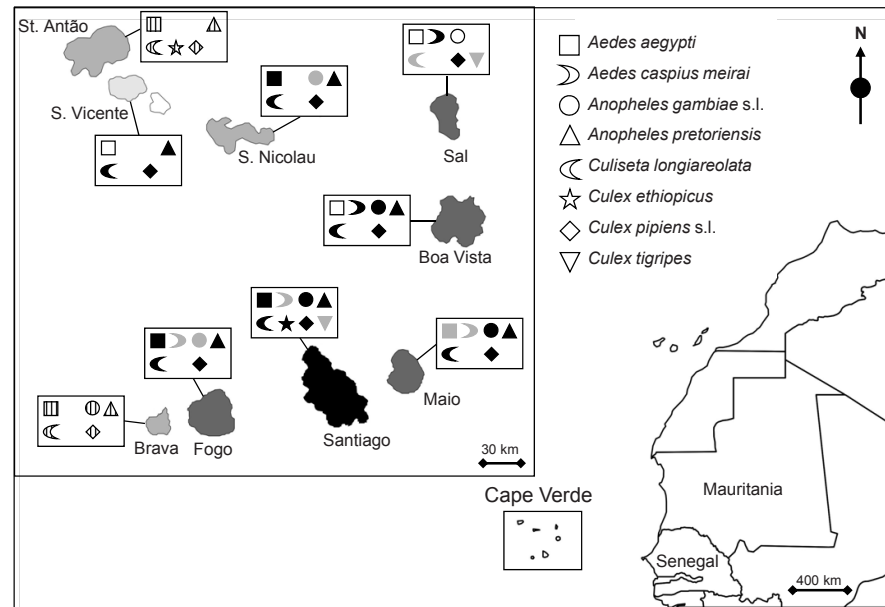 St. Antão
S. Vicente
S. Nicolau
Sal
Boa Vista
Maio
Santiago
Fogo
Brava
30 km
Aedes aegypti
Aedes caspius meirai
Anopheles gambiae s.l.
Anopheles pretoriensis
Culiseta longiareolata
Culex ethiopicus
Culex pipiens s.l.
Culex tigripes
N
Cape Verde
Mauritania
Senegal
400 km